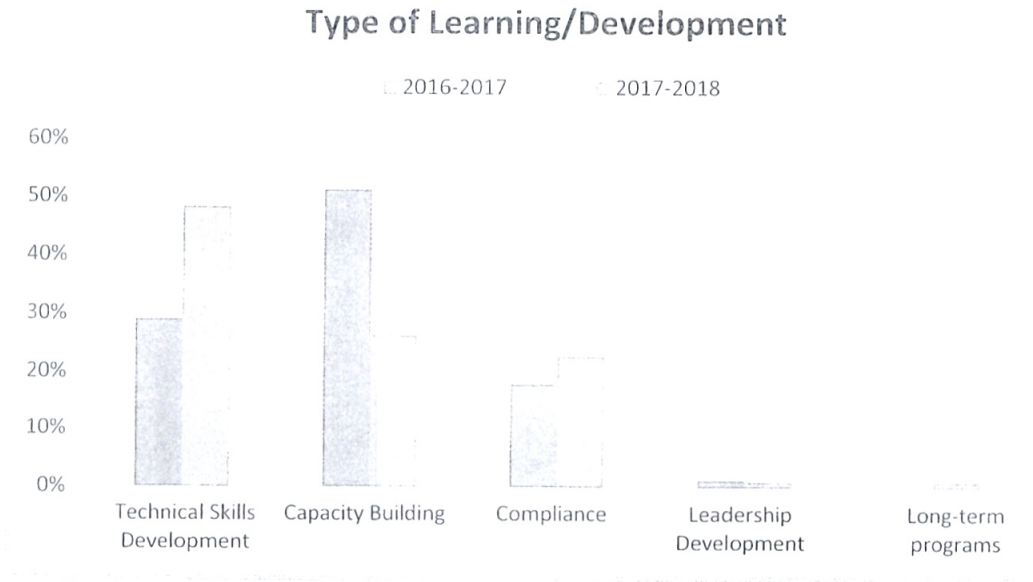 Type of Learning/Development
2016-2017 2017-2018
60%
50%
40%
30%
20%
10%
0%
Technical Skills Development
Capacity Building
Compliance
Leadership Development
Long-term programs